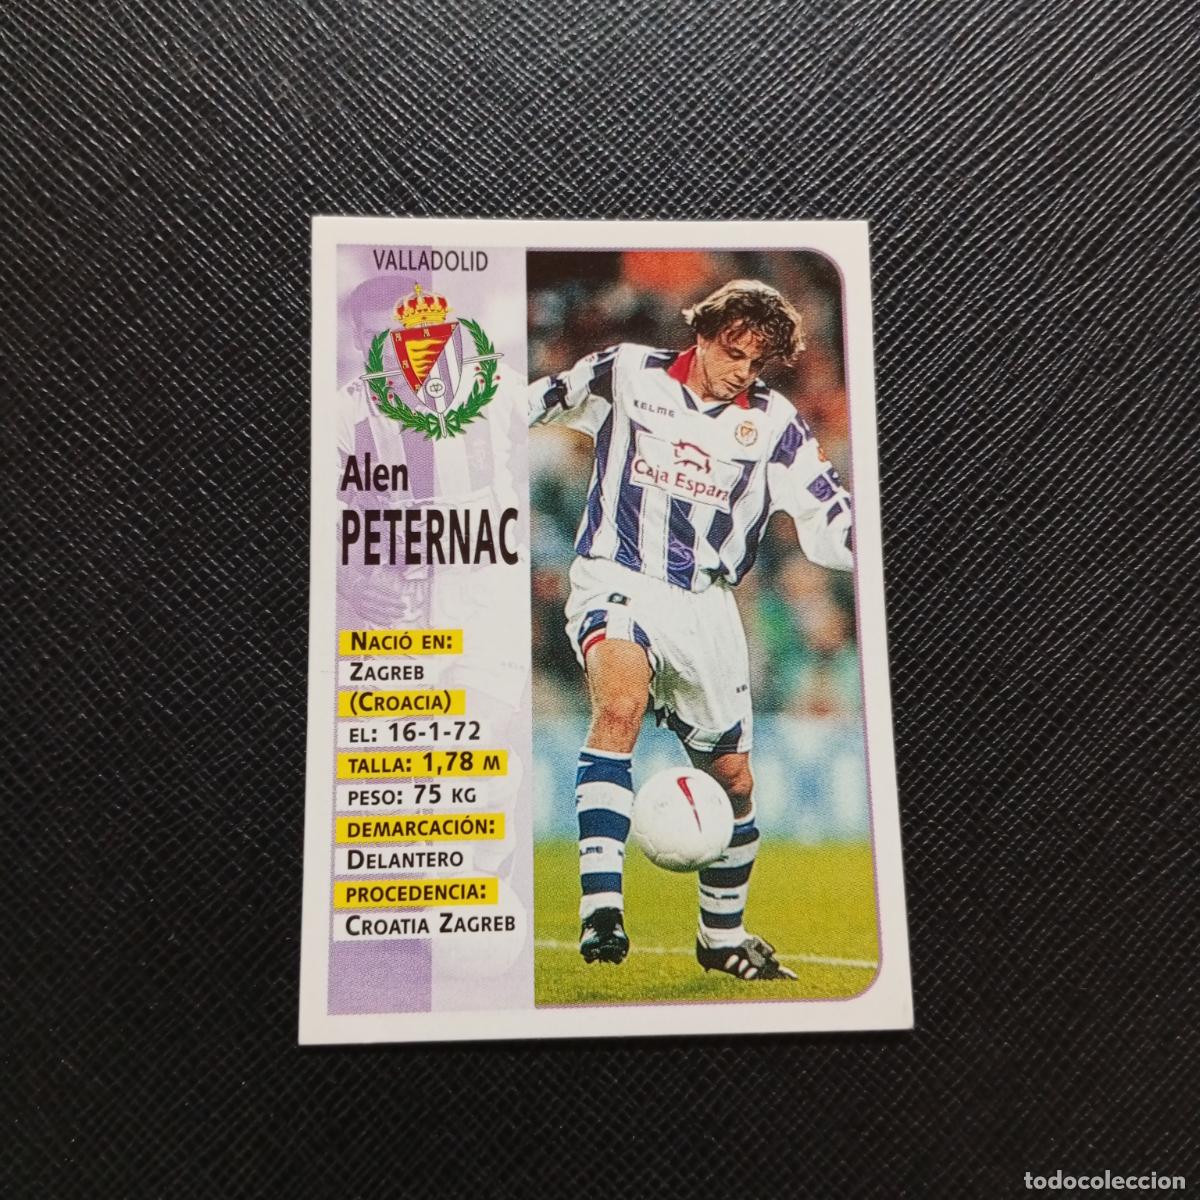 VALLADOLID
Alen
PETERNAC
NACIÓ EN:
ZAGREB
(CROACIA)
EL: 16-1-72
TALLA: 1,78 M
PESO: 75 KG
DEMARCACIÓN:
DELANTERO
PROCEDENCIA:
CROATIA ZAGREB
KELME
Caja España
todocoleccion